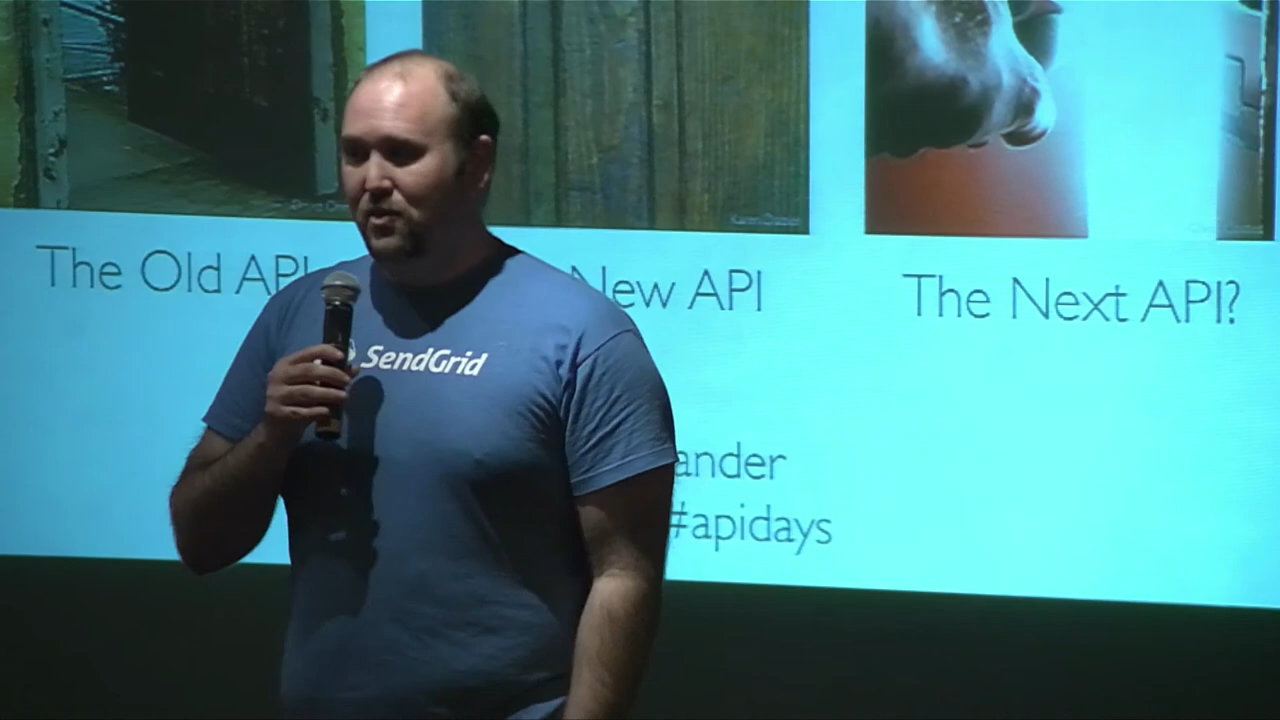 The Old API
New API
The Next API?
SendGrid
ander
#apidays